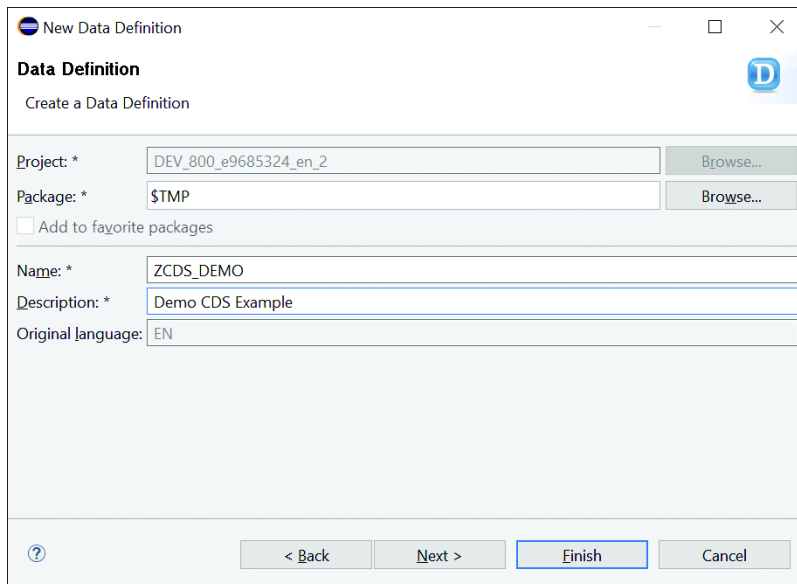 New Data Definition
Data Definition
Create a Data Definition
D
Project: * DEV_800_e9685324_en_2 Browse...
Package: * $TMP Browse...
Add to favorite packages
Name: * ZCDS_DEMO
Description: * Demo CDS Example
Original language: EN
? < Back Next > Finish Cancel